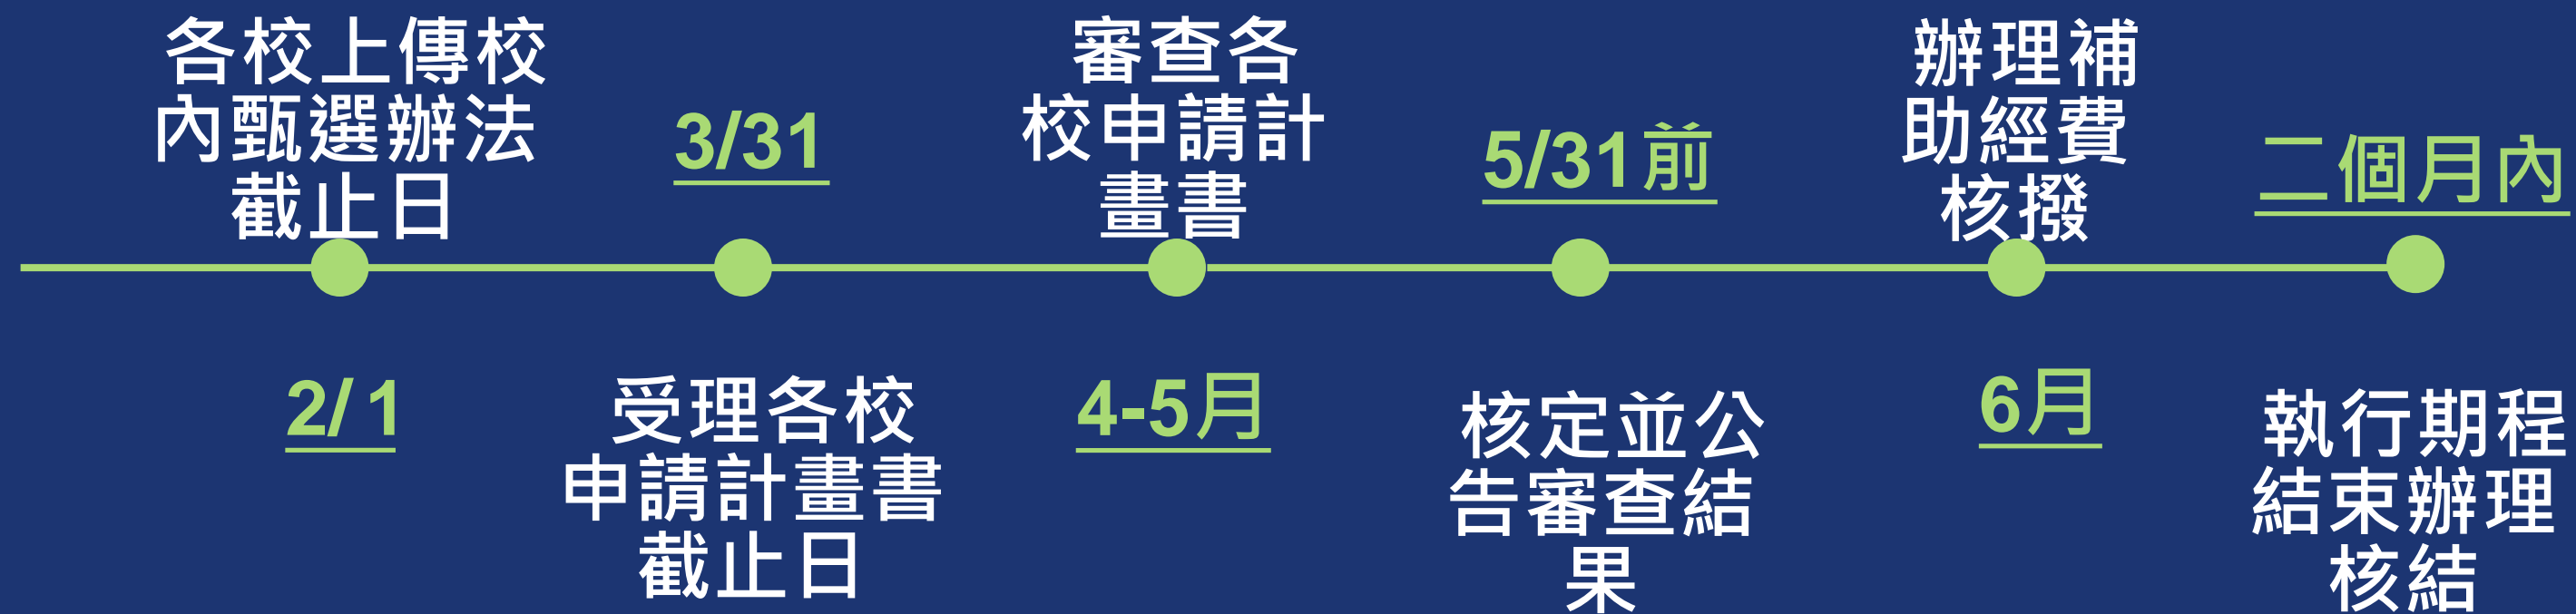 各校上傳校
內甄選辦法
截止日
2/ 1
3/31
受理各校
申請計畫書
截止日
審查各
校申請計
畫書
4-5月
5/31前
核定並公
告審查結
果
辦理補
助經費
核撥
6月
二個月內
執行期程
結束辦理
核結